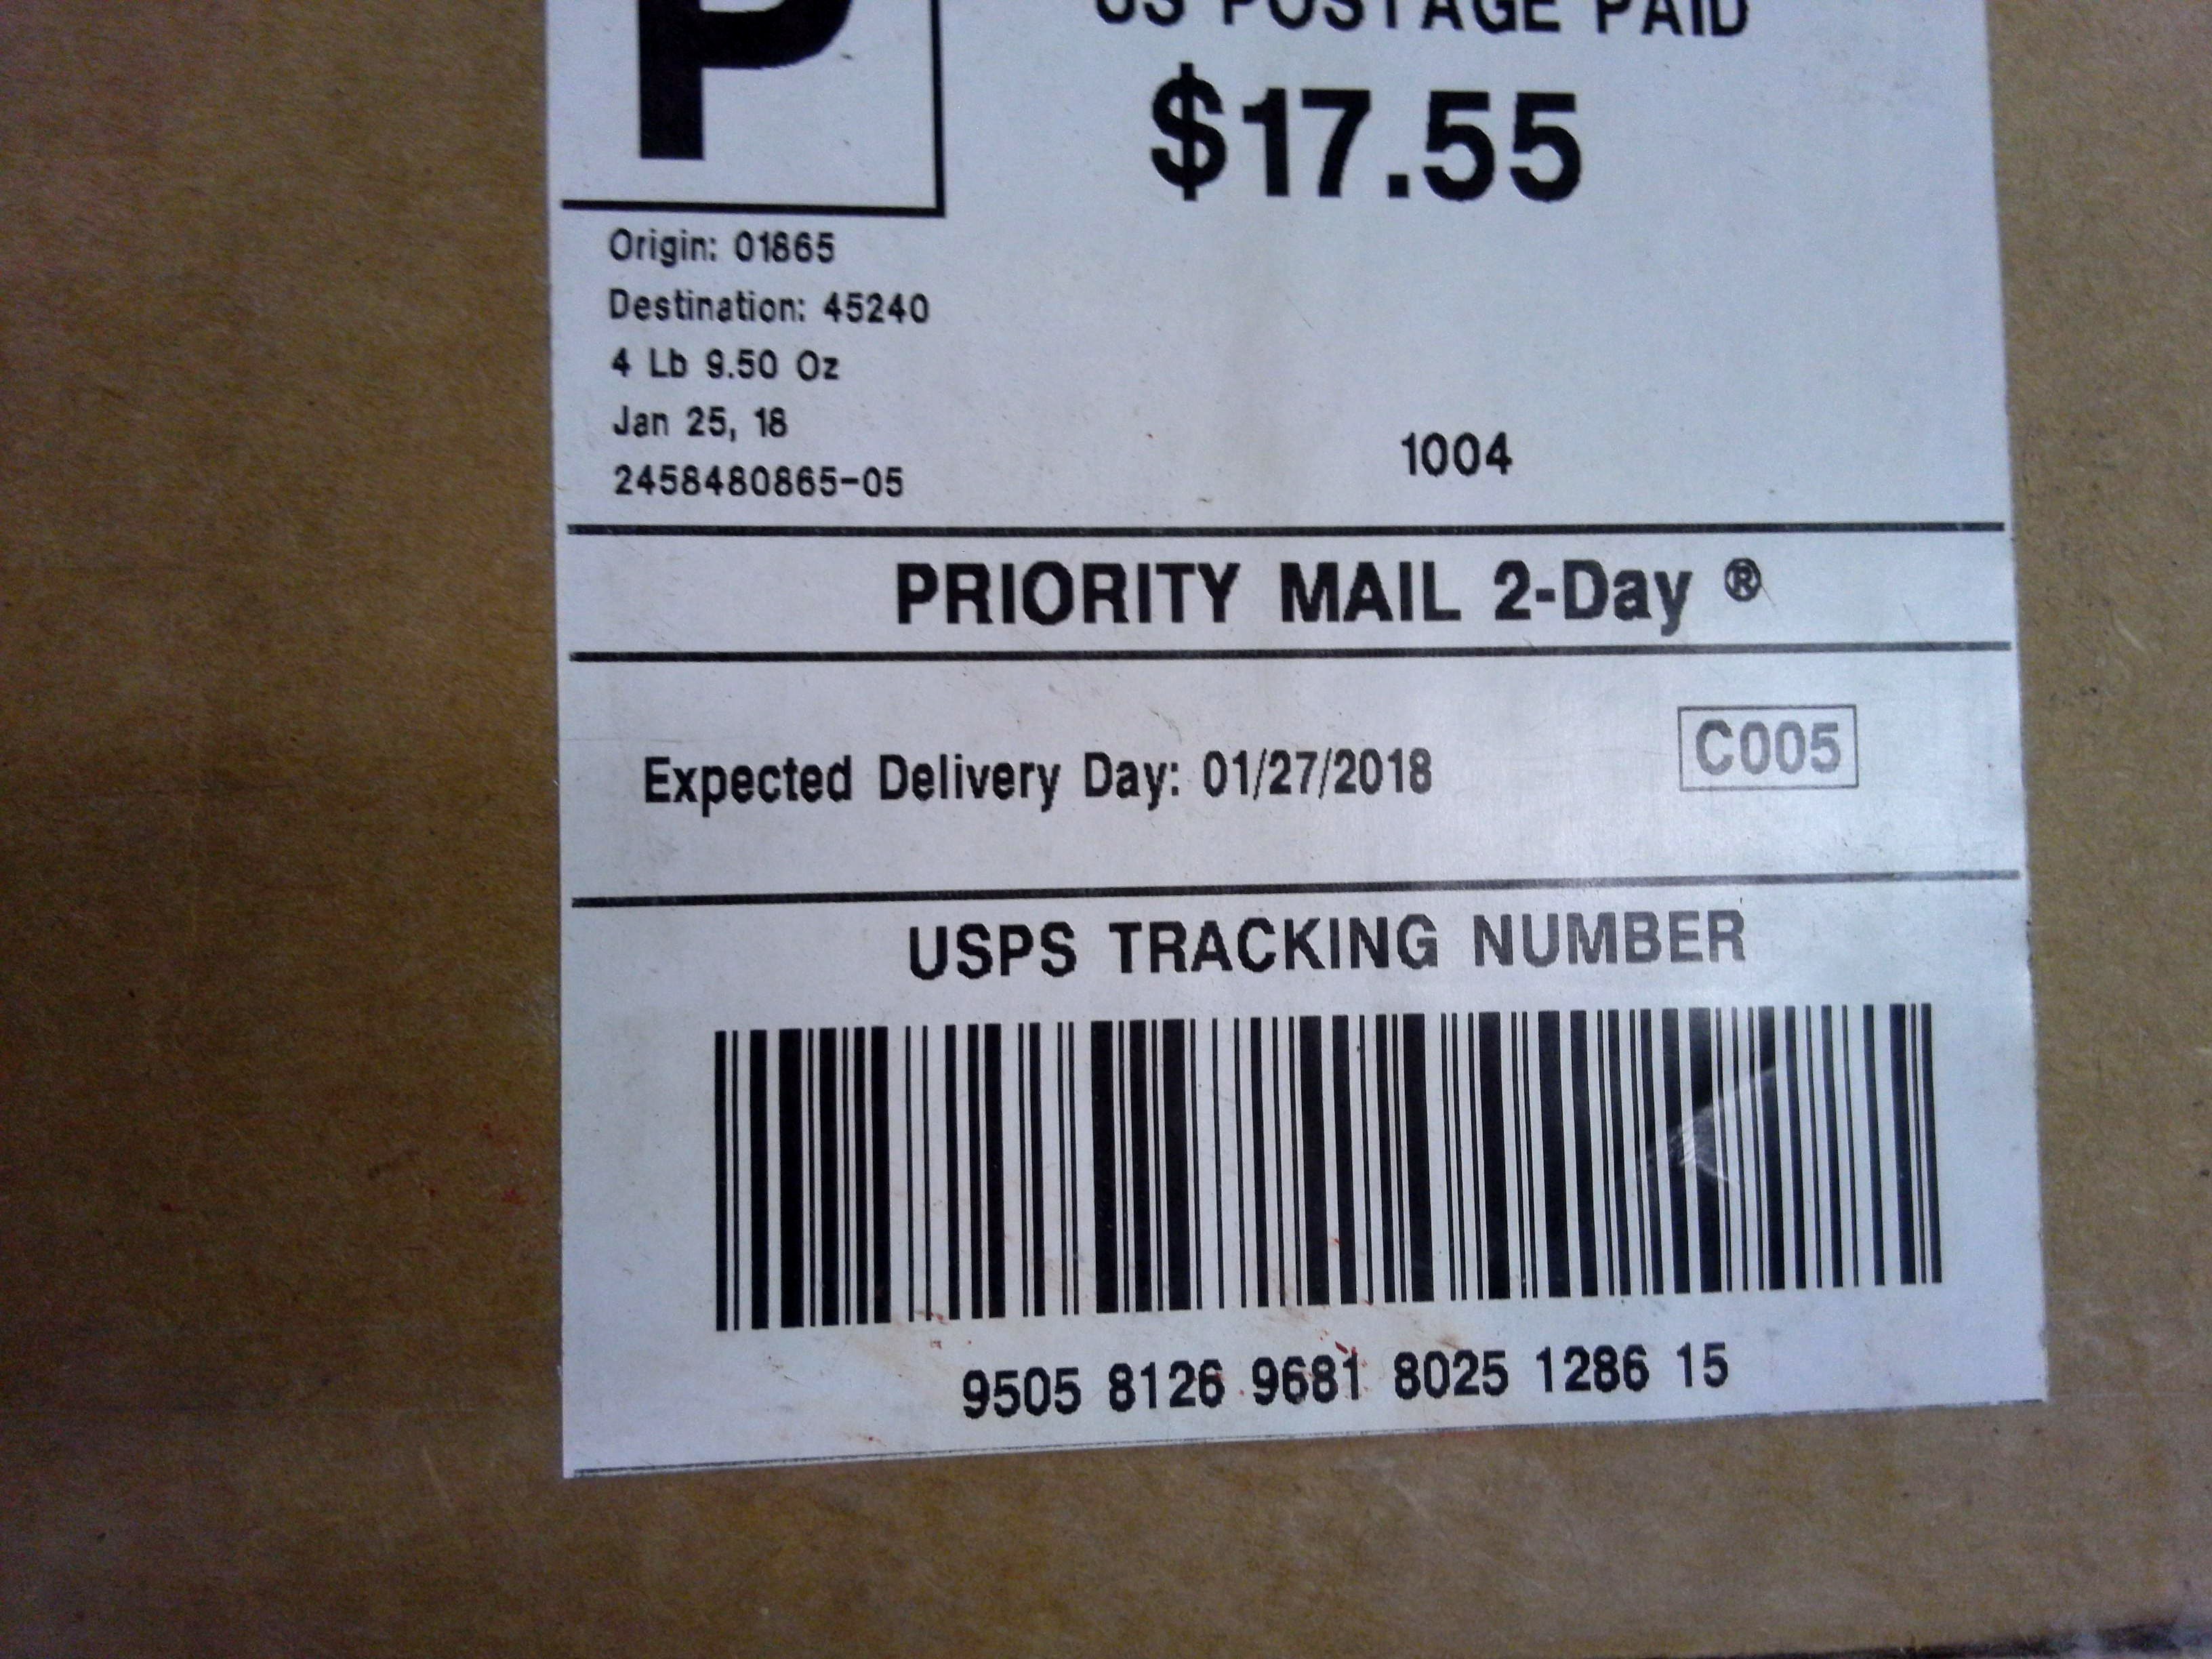 P
US POSTAGE PAID
$17.55
Origin: 01865
Destination: 45240
4 Lb 9.50 Oz
Jan 25, 18
2458480865-05
1004
PRIORITY MAIL 2-Day ®
Expected Delivery Day: 01/27/2018
C005
USPS TRACKING NUMBER
9505 8126 9681 8025 1286 15